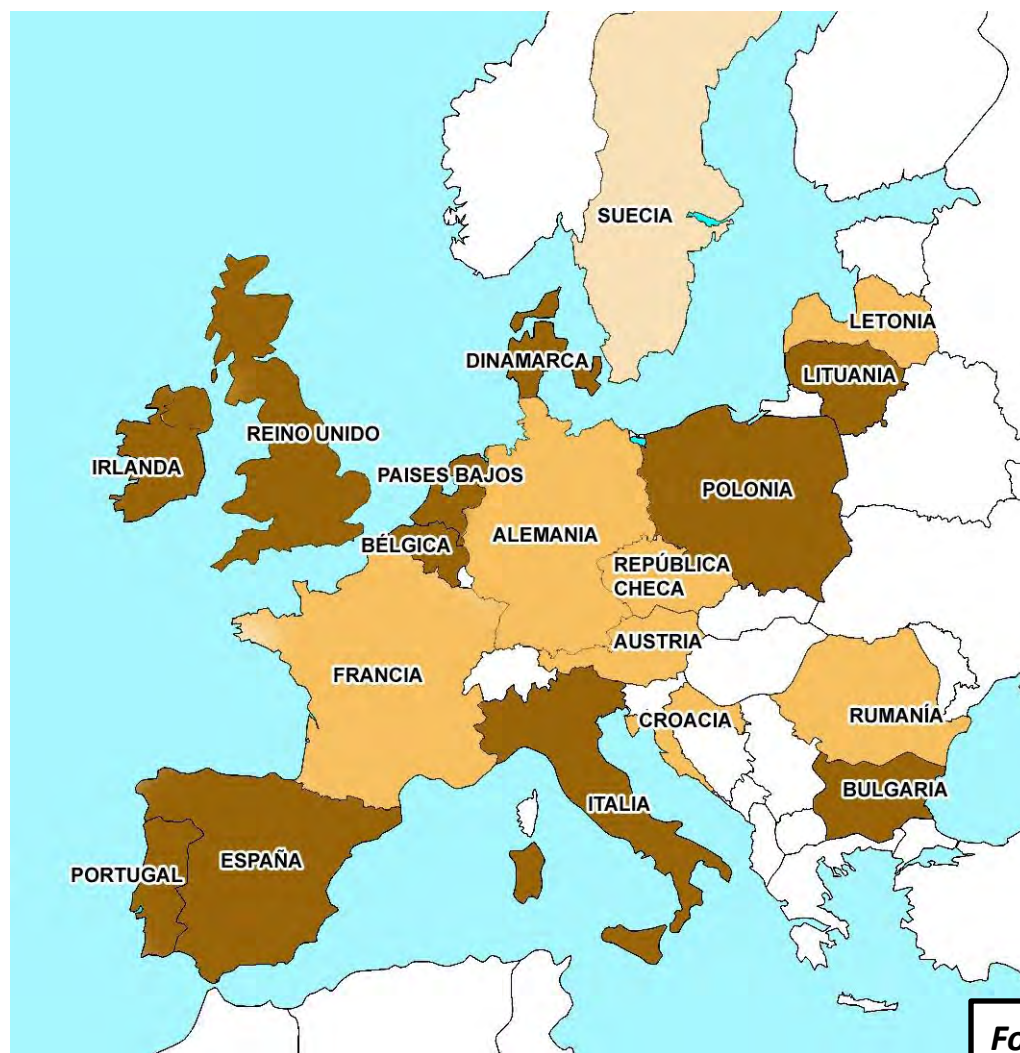 SUECIA
LETONIA
DINAMARCA
LITUANIA
REINO UNIDO
IRLANDA
PAISES BAJOS
POLONIA
BÉLGICA
ALEMANIA
REPÚBLICA
CHECA
AUSTRIA
FRANCIA
CROACIA
RUMANÍA
BULGARIA
ITALIA
ESPAÑA
PORTUGAL
Fo